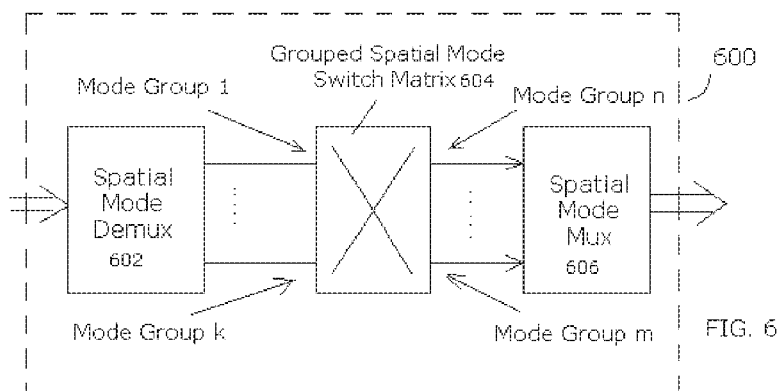 Grouped Spatial Mode
Switch Matrix 604
600
Mode Group 1
Mode Group n
Spatial
Mode
Demux
602
Spatial
Mode
Mux
606
Mode Group k
Mode Group m
FIG. 6